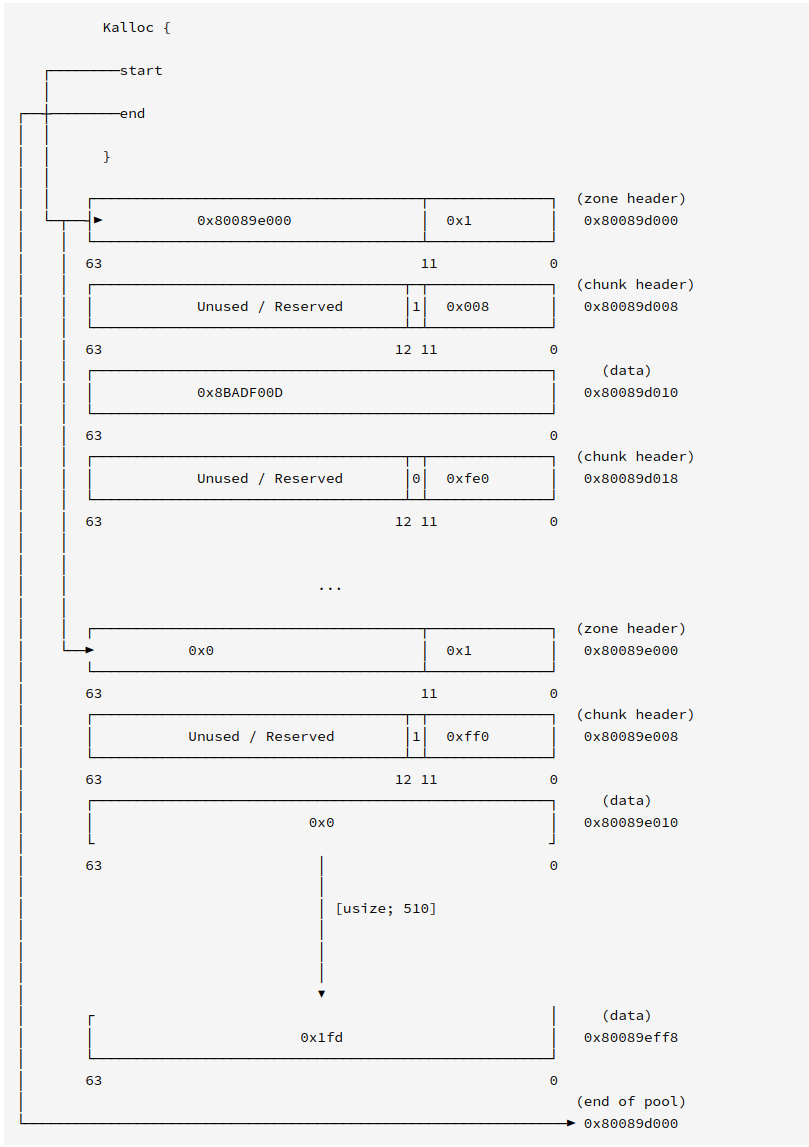 Kalloc {
start
end
}
(zone header)
0x80089e000 0x1 0x80089d000
63 11 0
(chunk header)
Unused / Reserved 1 0x008 0x80089d008
63 12 11 0
(data)
0x8BADF00D 0x80089d010
63 0
(chunk header)
Unused / Reserved 0 0xfe0 0x80089d018
63 12 11 0
...
(zone header)
0x0 0x1 0x80089e000
63 11 0
(chunk header)
Unused / Reserved 1 0xff0 0x80089e008
63 12 11 0
(data)
0x0 0x80089e010
63 0
[usize; 510]
(data)
0x1fd 0x80089eff8
63 0
(end of pool)
0x80089d000